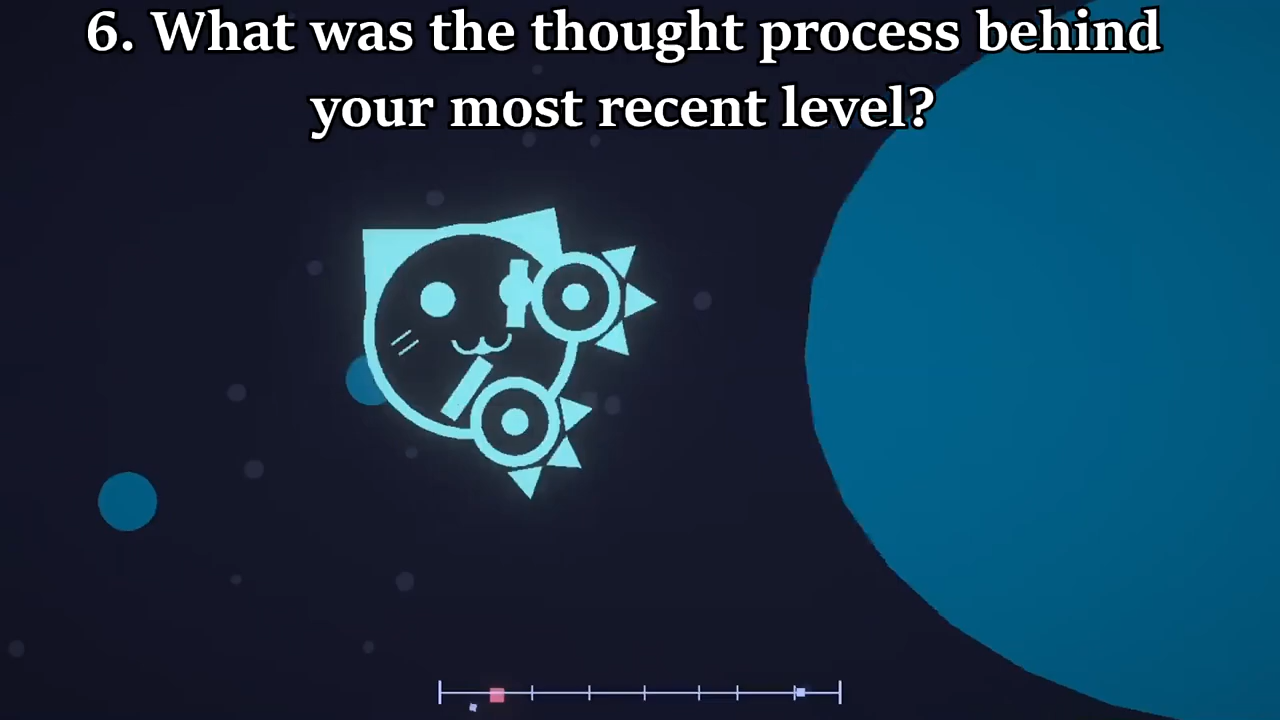 6. What was the thought process behind
your most recent level?